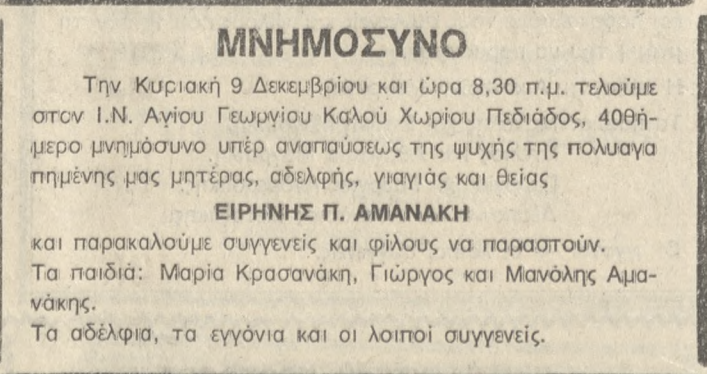 ΜΝΗΜΟΣΥΝΟ
Την Κυριακή 9 Δεκεμβρίου και ώρα 8,30 π.μ. τελούμε
στον Ι.Ν. Αγίου Γεωργίου Καλού Χωρίου Πεδιάδος, 40θή-
μερο μνημόσυνο υπέρ αναπαύσεως της ψυχής της πολυαγα
πημένης μας μητέρας, αδελφής, γιαγιάς και θείας
ΕΙΡΗΝΗΣ Π. ΑΜΑΝΑΚΗ
και παρακαλούμε συγγενείς και φίλους να παραστούν.
Τα παιδιά: Μαρία Κρασανάκη, Γιώργος και Μανόλης Αμα-
νάκης.
Τα αδέλφια, τα εγγόνια και οι λοιποί συγγενείς.